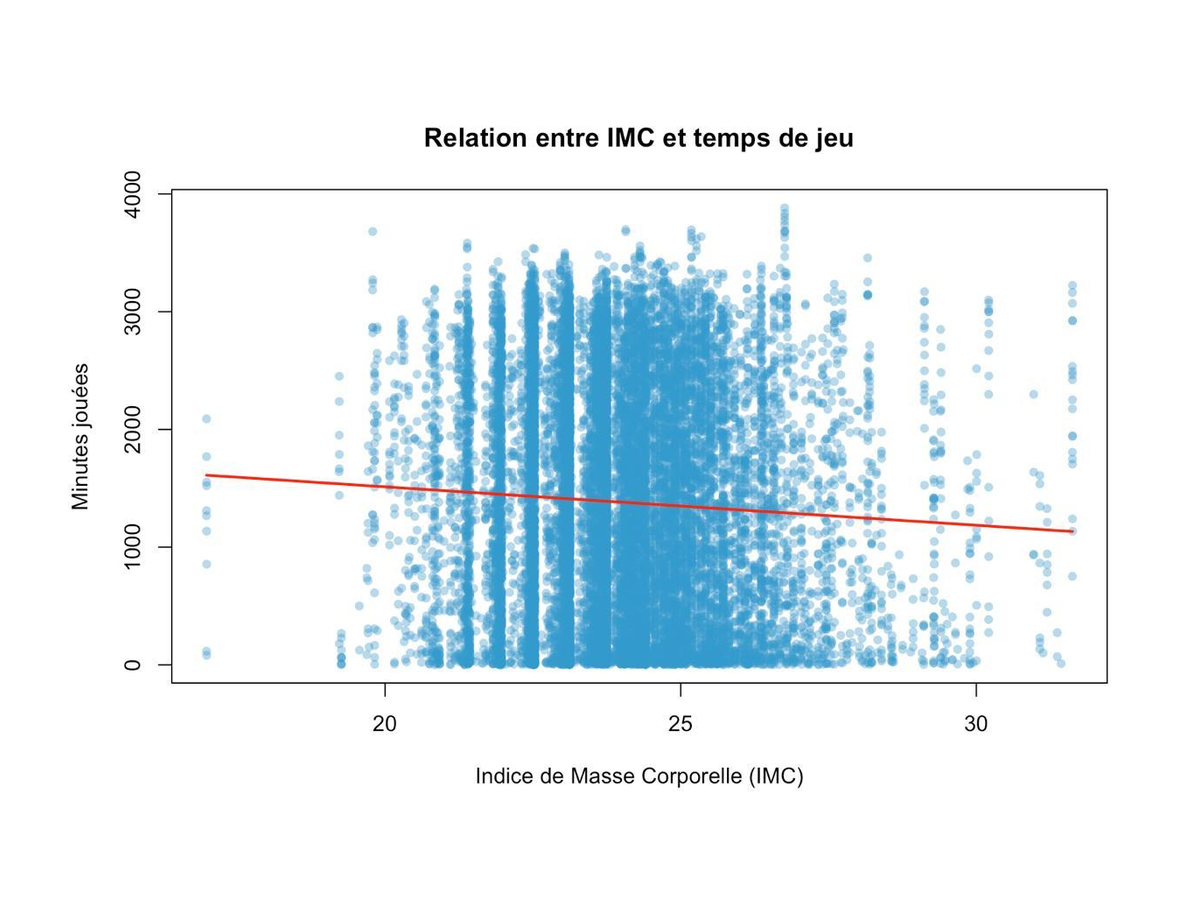 Relation entre IMC et temps de jeu
4000
3000
2000
1000
0
Minutes jouées
20 25 30
Indice de Masse Corporelle (IMC)